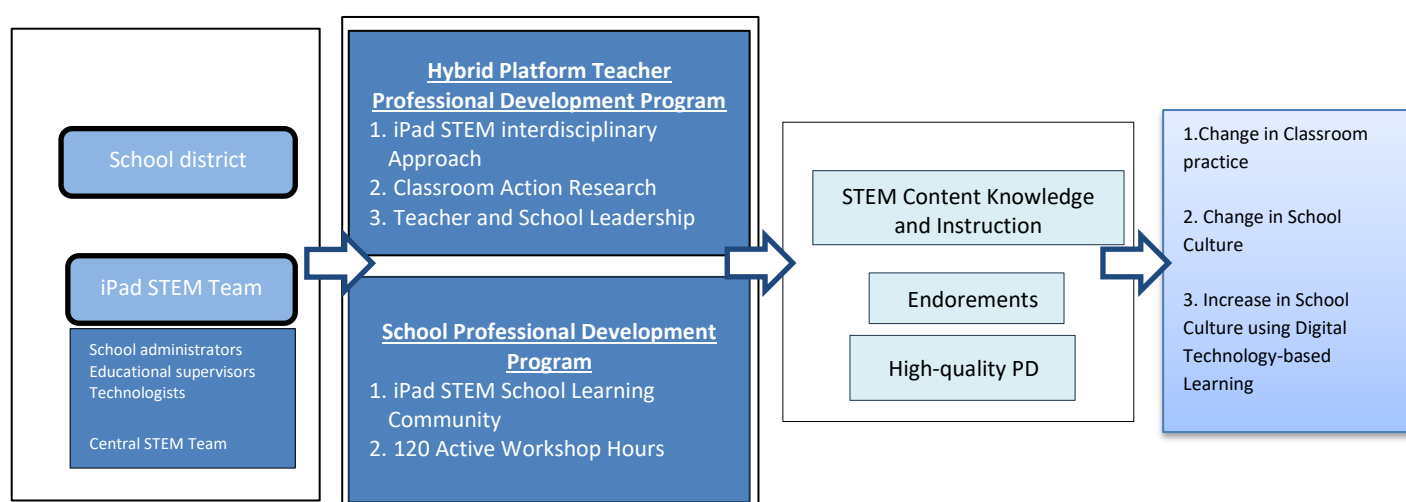 School district
iPad STEM Team
School administrators
Educational supervisors
Technologists
Central STEM Team
Hybrid Platform Teacher
Professional Development Program
1. iPad STEM interdisciplinary
Approach
2. Classroom Action Research
3. Teacher and School Leadership
School Professional Development
Program
1. iPad STEM School Learning
Community
2. 120 Active Workshop Hours
STEM Content Knowledge
and Instruction
Endorements
High-quality PD
1.Change in Classroom
practice
2. Change in School
Culture
3. Increase in School
Culture using Digital
Technology-based
Learning